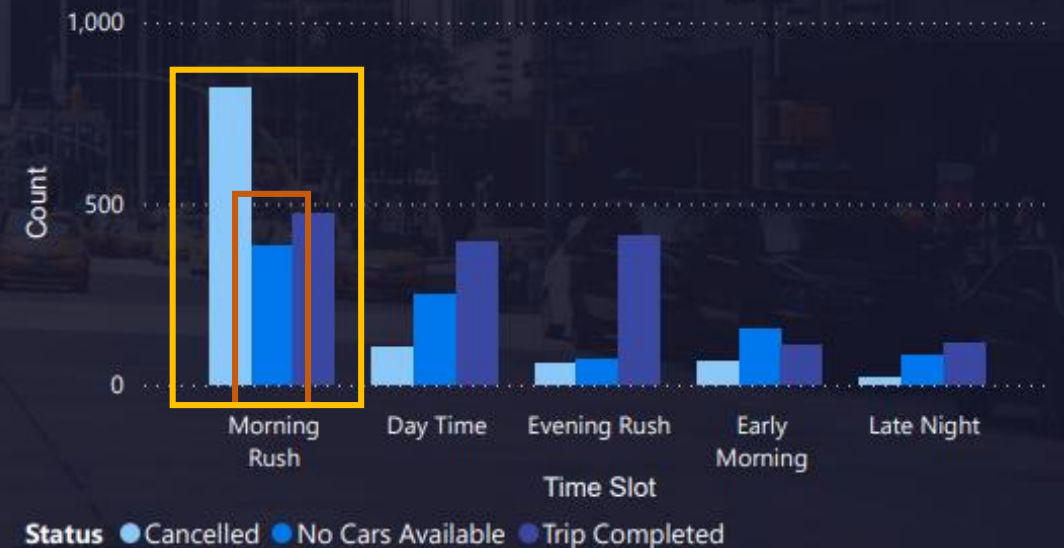 1,000
500
0
Count
Morning
Rush
Day Time
Evening Rush
Early
Morning
Late Night
Time Slot
Status Cancelled No Cars Available Trip Completed